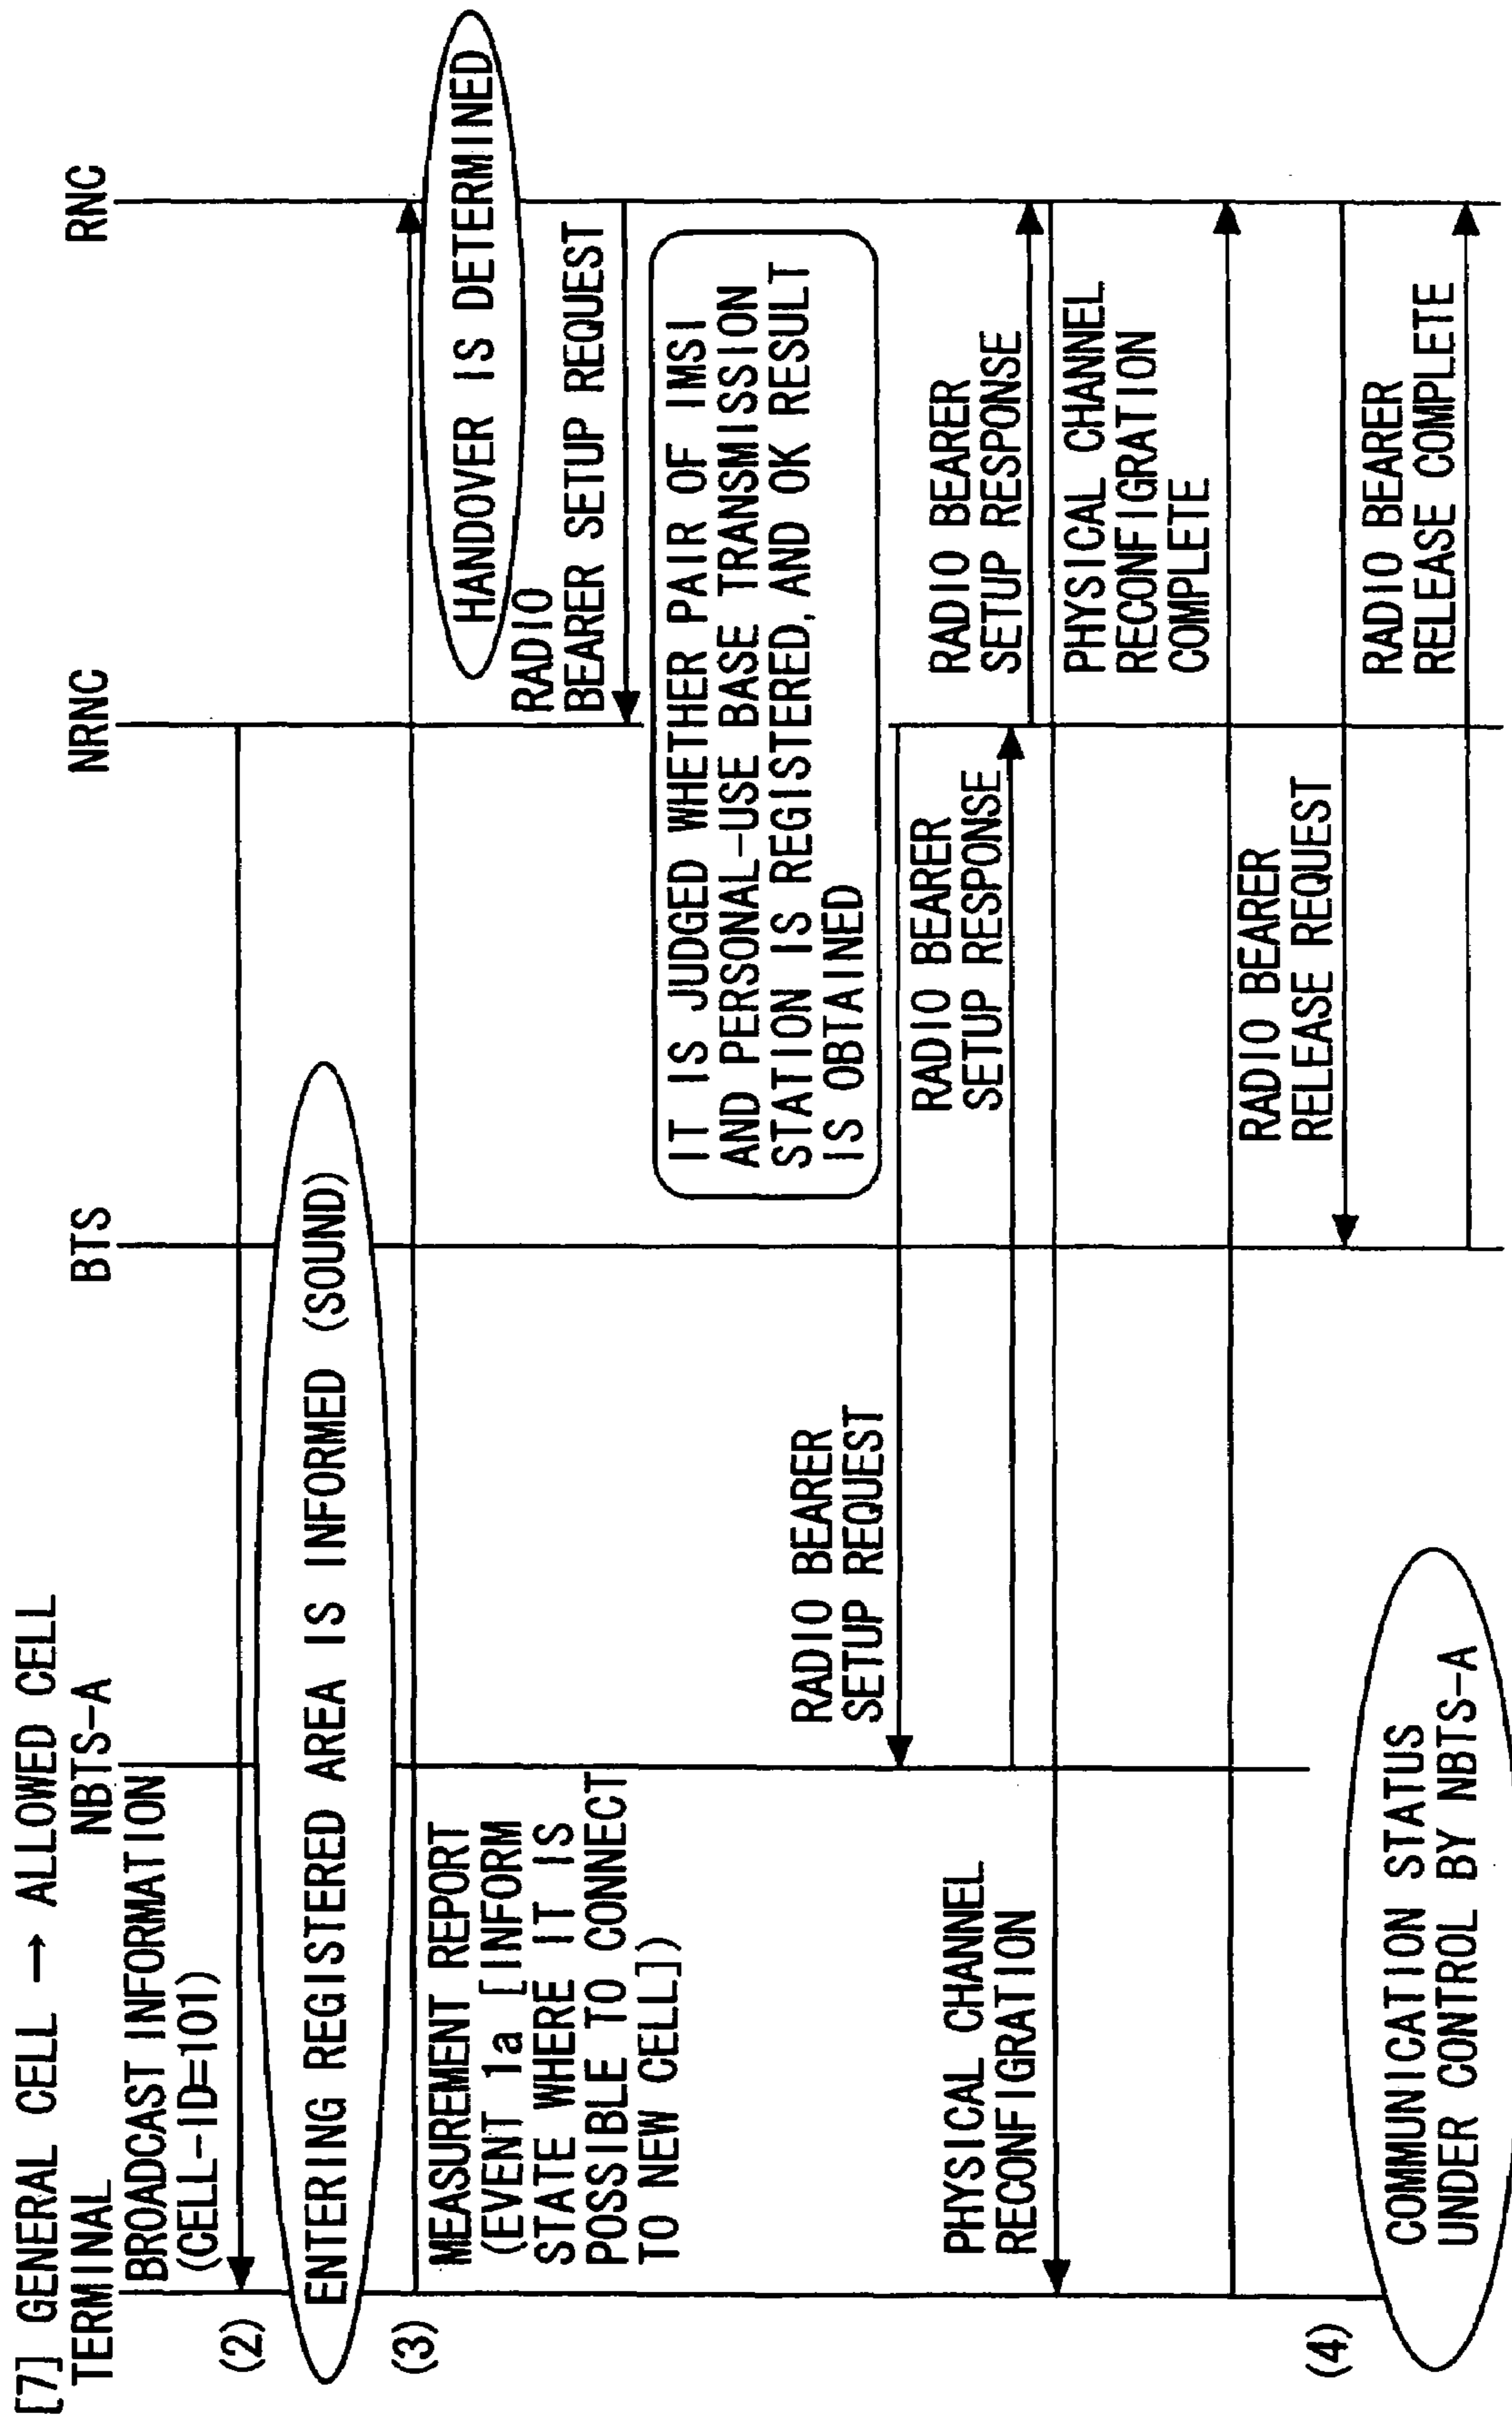 [7] GENERAL CELL → ALLOWED CELL
TERMINAL
NBTS-A
BTS
NRNC
RNC
BROADCAST INFORMATION
(CELL-ID=101)
(2)
ENTERING REGISTERED AREA IS INFORMED (SOUND)
(3)
MEASUREMENT REPORT
(EVENT 1a [INFORM
STATE WHERE IT IS
POSSIBLE TO CONNECT
TO NEW CELL])
HANDOVER IS DETERMINED
RADIO
BEARER SETUP REQUEST
IT IS JUDGED WHETHER PAIR OF IMSI
AND PERSONAL-USE BASE TRANSMISSION
STATION IS REGISTERED, AND OK RESULT
IS OBTAINED
RADIO BEARER
SETUP REQUEST
RADIO BEARER
SETUP RESPONSE
RADIO BEARER
SETUP RESPONSE
PHYSICAL CHANNEL
RECONFIGRATION
PHYSICAL CHANNEL
RECONFIGRATION
COMPLETE
RADIO BEARER
RELEASE REQUEST
RADIO BEARER
RELEASE COMPLETE
(4)
COMMUNICATION STATUS
UNDER CONTROL BY NBTS-A